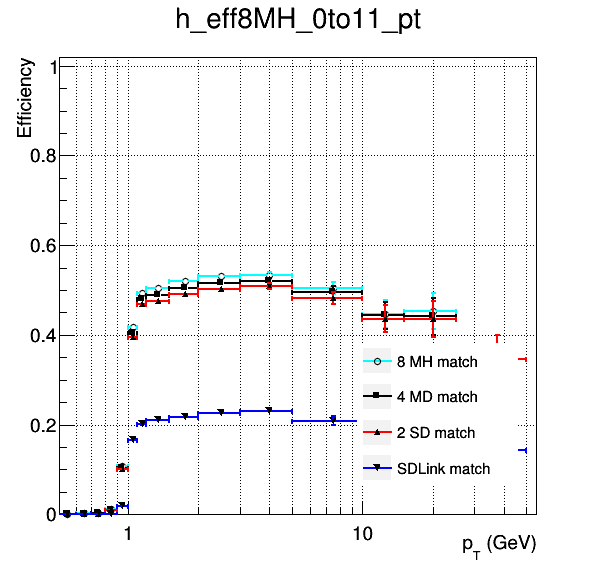 h_eff8MH_0to11_pt
Efficiency
1
0.8
0.6
0.4
0.2
0
8 MH match
4 MD match
2 SD match
SDLink match
1
10
p_T (GeV)